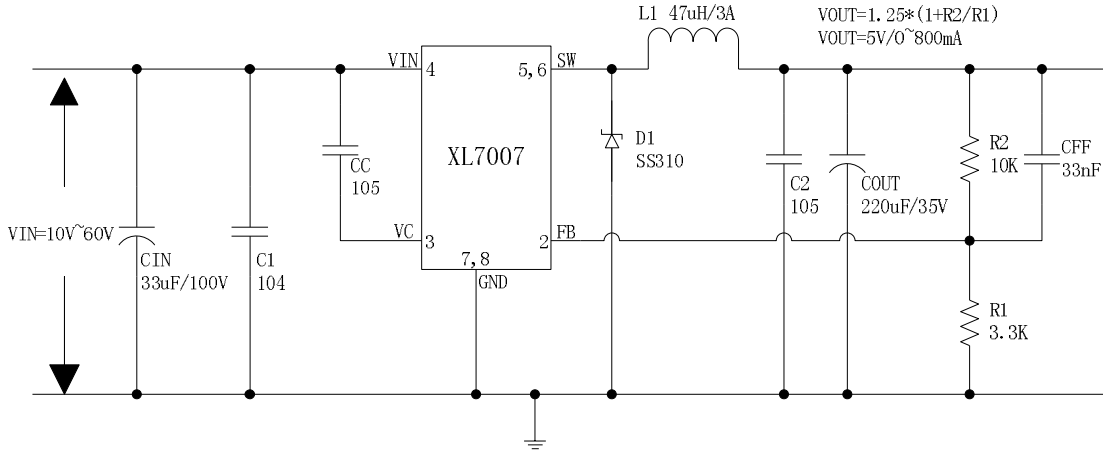 L1 47uH/3A
VOUT=1.25*(1+R2/R1)
VOUT=5V/0~800mA
VIN
4
5,6
SW
XL7007
CC
105
D1
SS310
R2
10K
CFF
33nF
C2
105
COUT
220uF/35V
VIN=10V~60V
VC
3
2
FB
CIN
33uF/100V
C1
104
7,8
GND
R1
3.3K